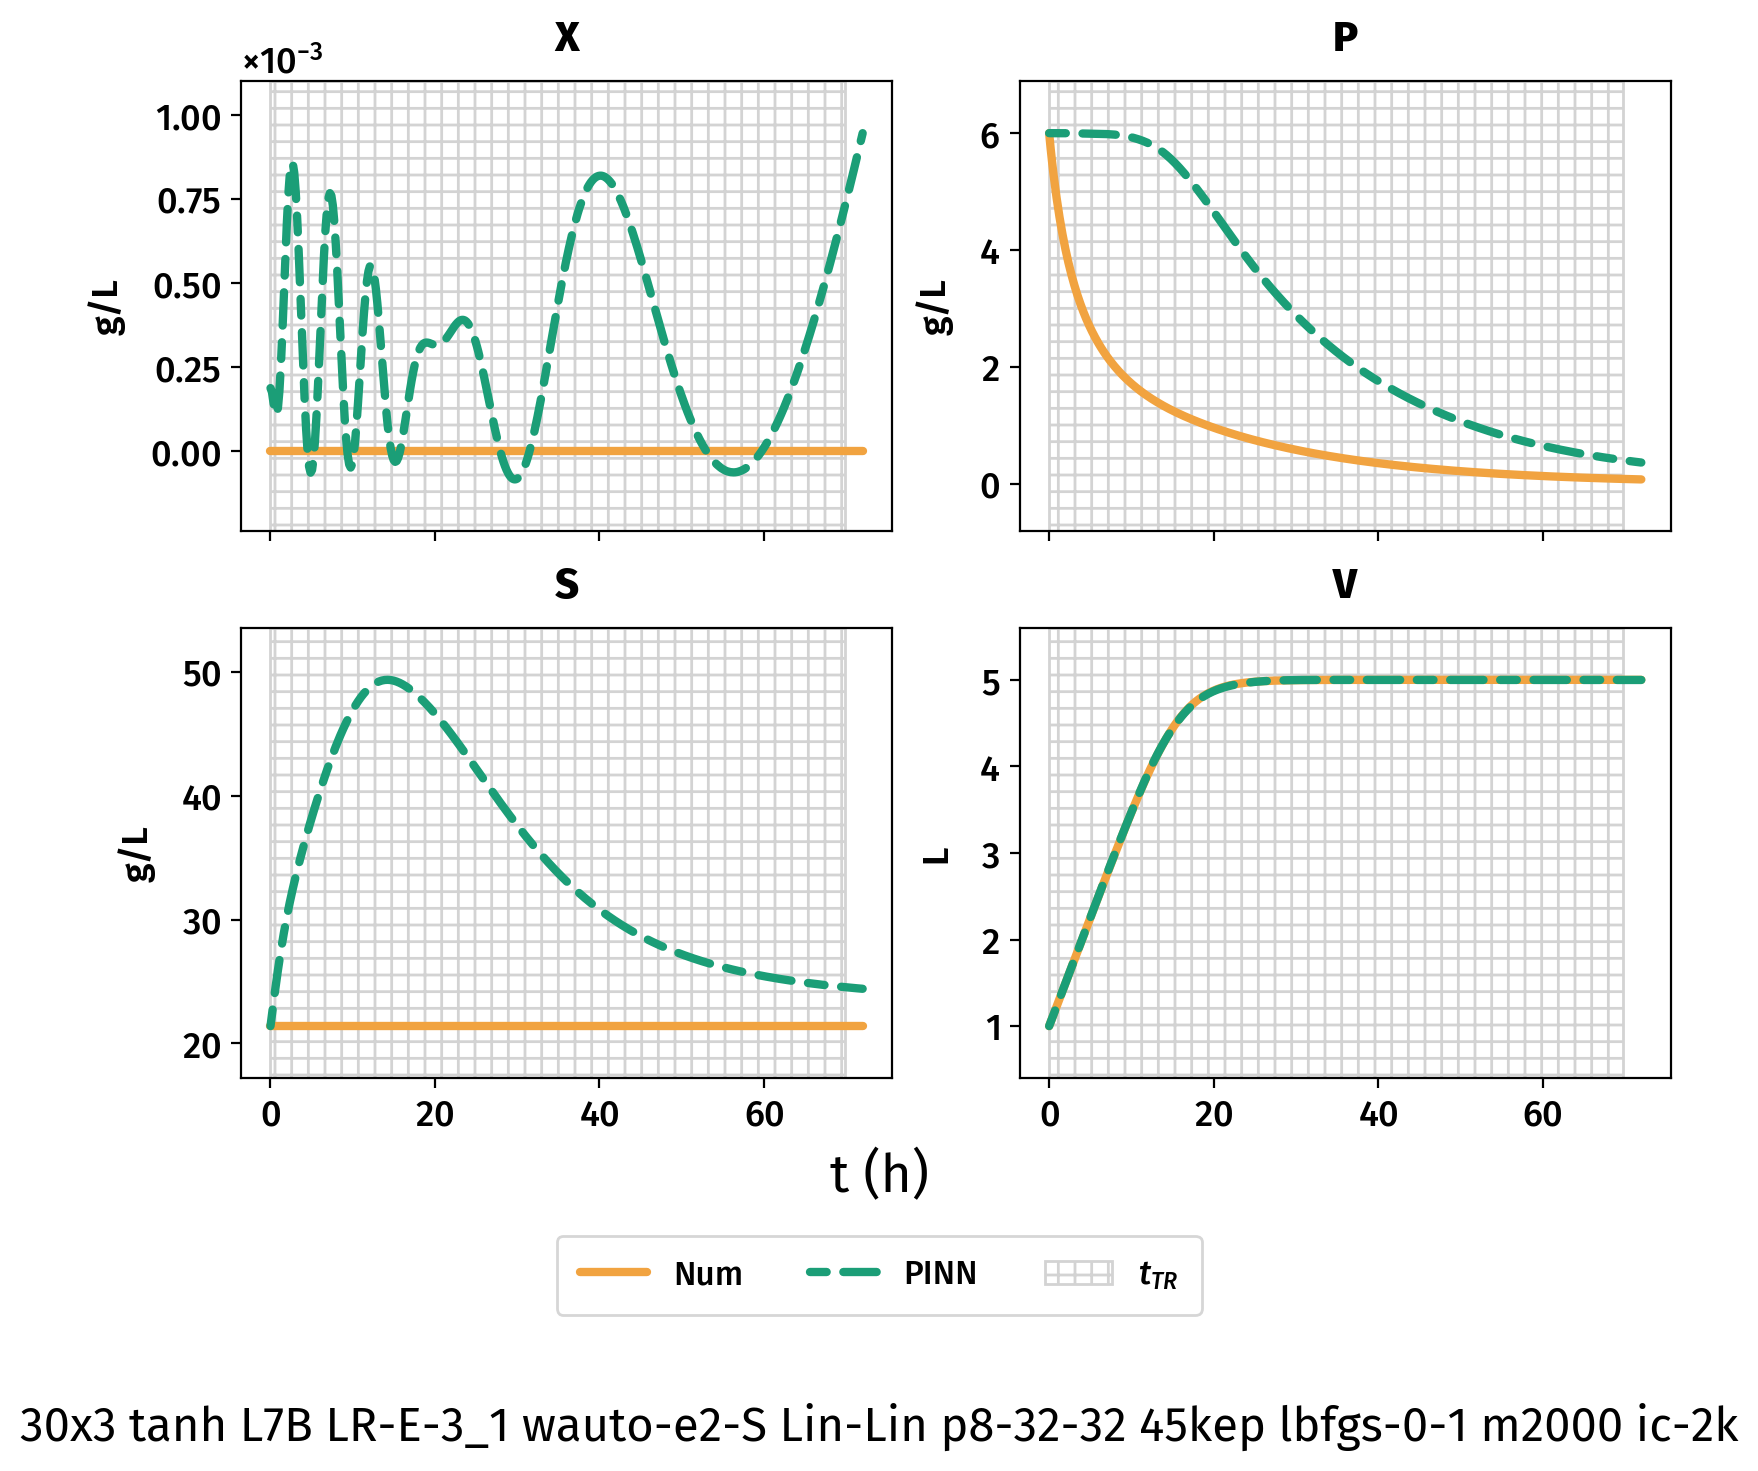 X
×10⁻³
1.00
0.75
0.50
0.25
0.00
g/L
P
6
4
2
0
g/L
S
50
40
30
20
g/L
0 20 40 60
V
5
4
3
2
1
L
0 20 40 60
t (h)
Num PINN t_TR
30x3 tanh L7B LR-E-3_1 wauto-e2-S Lin-Lin p8-32-32 45kep lbfgs-0-1 m2000 ic-2k